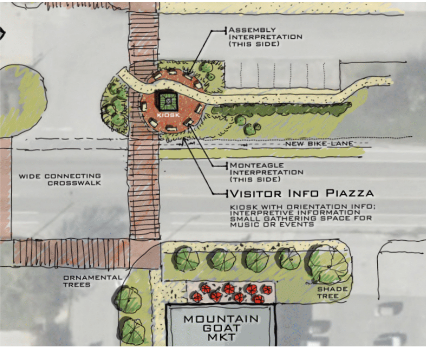 ASSEMBLY
INTERPRETATION
(THIS SIDE)
KIOSK
NEW BIKE LANE
MONTEAGLE
INTERPRETATION
(THIS SIDE)
WIDE CONNECTING
CROSSWALK
VISITOR INFO PIAZZA
KIOSK WITH ORIENTATION INFO;
INTERPRETIVE INFORMATION
SMALL GATHERING SPACE FOR
MUSIC OR EVENTS
ORNAMENTAL
TREES
SHADE
TREE
MOUNTAIN
GOAT
MKT